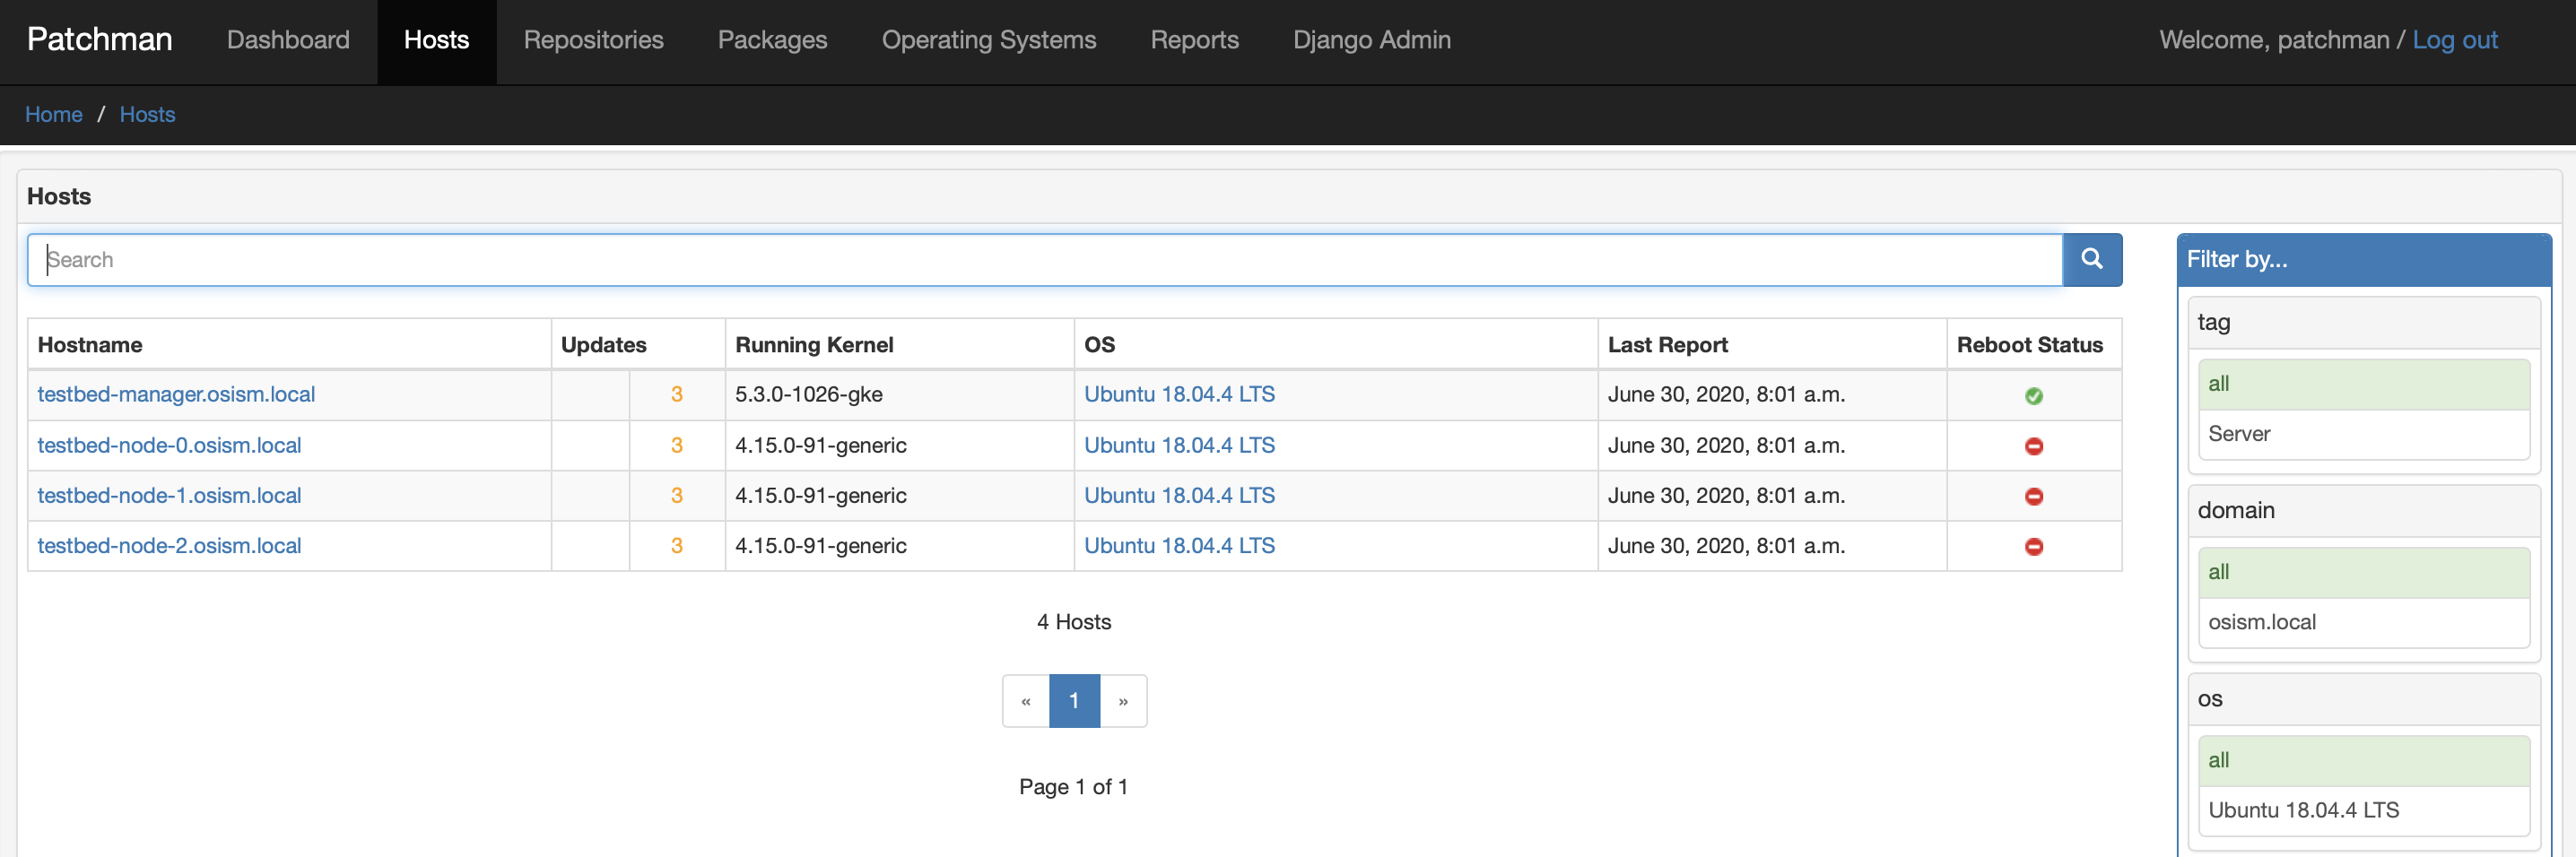 Patchman Dashboard Hosts Repositories Packages Operating Systems Reports Django Admin Welcome, patchman / Log out
Home / Hosts
Hosts
Search
Filter by...
Hostname Updates Running Kernel OS Last Report Reboot Status
testbed-manager.osism.local 3 5.3.0-1026-gke Ubuntu 18.04.4 LTS June 30, 2020, 8:01 a.m.
testbed-node-0.osism.local 3 4.15.0-91-generic Ubuntu 18.04.4 LTS June 30, 2020, 8:01 a.m.
testbed-node-1.osism.local 3 4.15.0-91-generic Ubuntu 18.04.4 LTS June 30, 2020, 8:01 a.m.
testbed-node-2.osism.local 3 4.15.0-91-generic Ubuntu 18.04.4 LTS June 30, 2020, 8:01 a.m.
4 Hosts
« 1 »
Page 1 of 1
tag
all
Server
domain
all
osism.local
os
all
Ubuntu 18.04.4 LTS